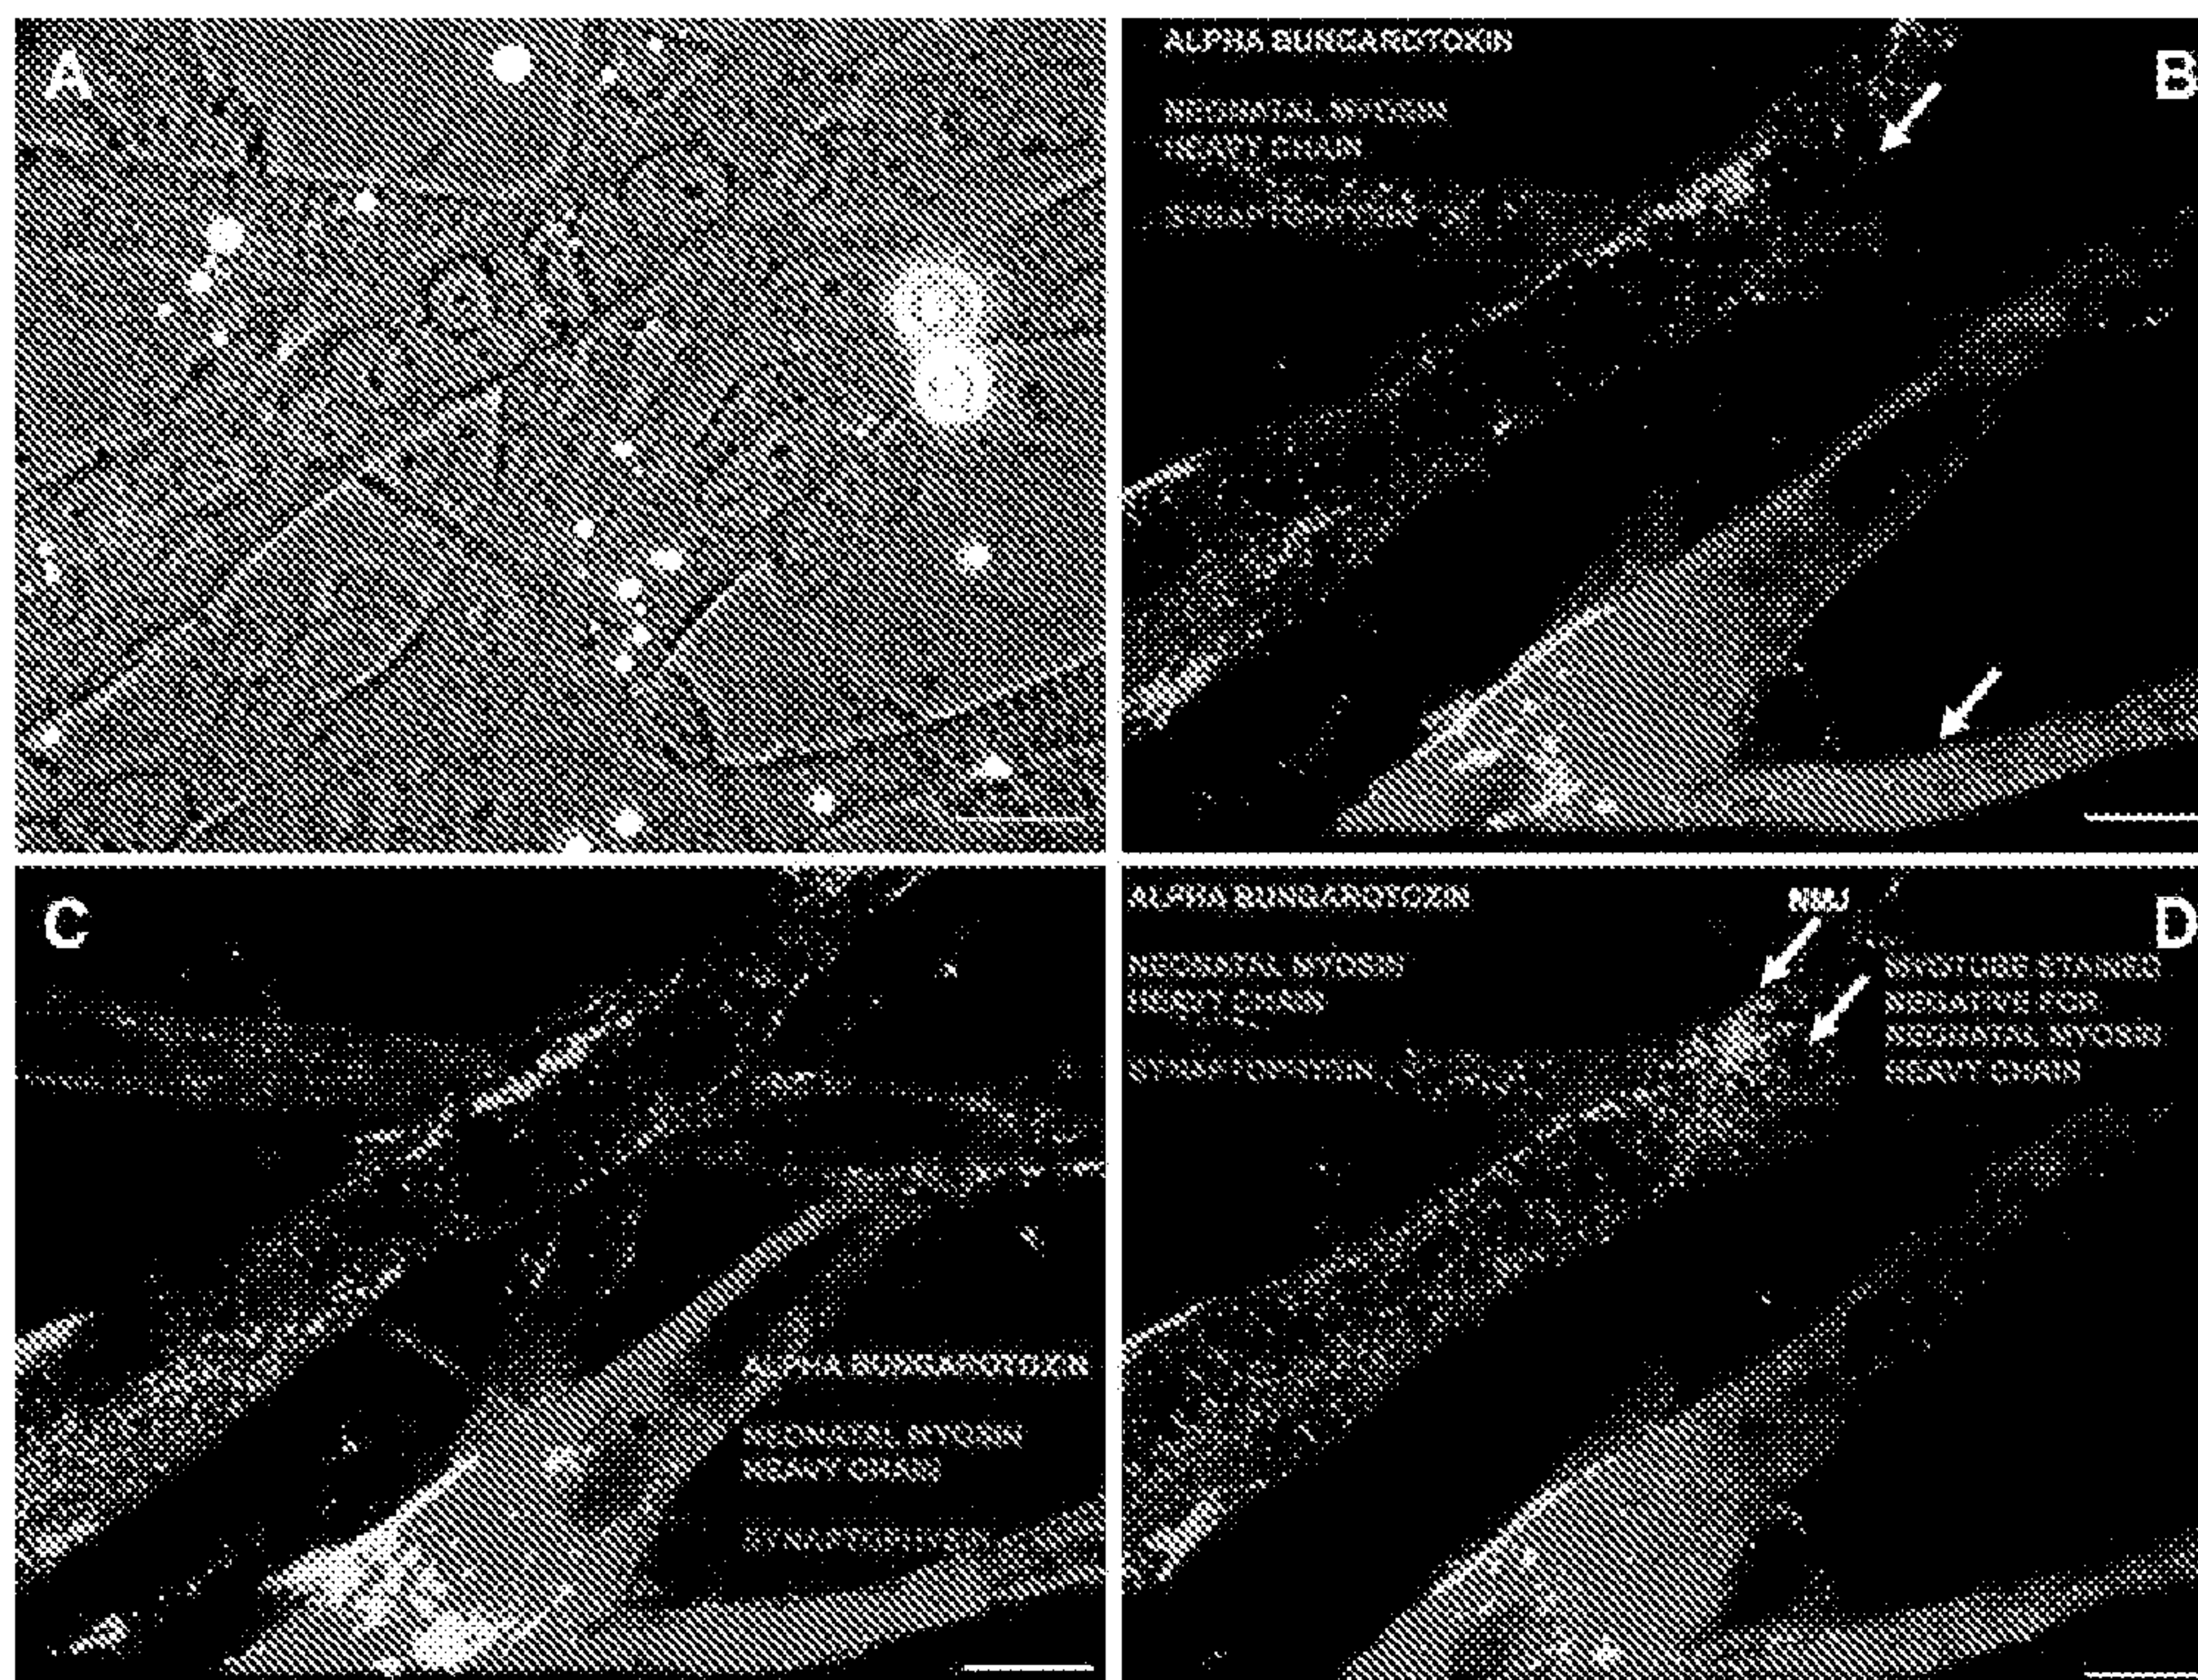 A
ALPHA BUNGAROTOXIN
B
NEONATAL MYOSIN
HEAVY CHAIN
C
ALPHA BUNGAROTOXIN
NEONATAL MYOSIN
HEAVY CHAIN
ALPHA BUNGAROTOXIN
NMJ
D
NEONATAL MYOSIN
HEAVY CHAIN
MYOTUBE STAINED
NEGATIVE FOR
NEONATAL MYOSIN
HEAVY CHAIN